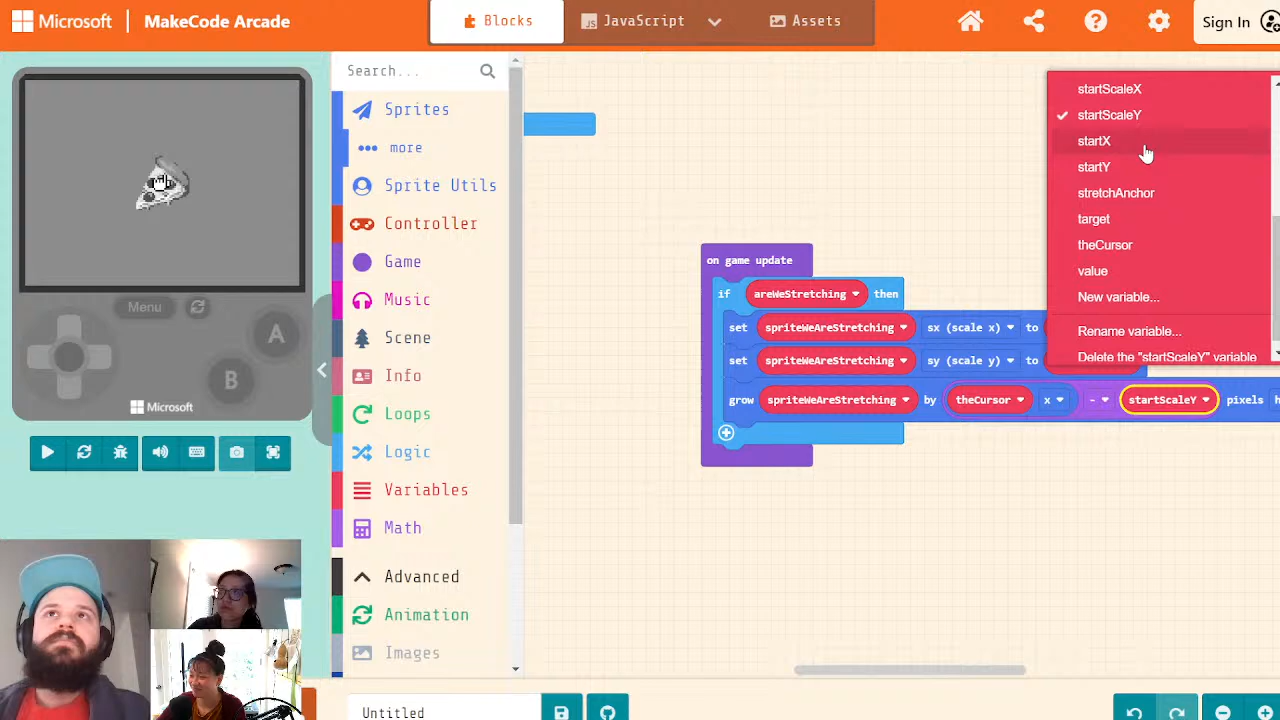 Microsoft | MakeCode Arcade
Blocks
JS JavaScript
Assets
Sign In
Menu
A
B
Microsoft
Search...
Sprites
more
Sprite Utils
Controller
Game
Music
Scene
Info
Loops
Logic
Variables
Math
Advanced
Animation
Images
startScaleX
startScaleY
startX
startY
stretchAnchor
target
theCursor
value
New variable...
Rename variable...
Delete the "startScaleY" variable
on game update
if areWeStretching then
set spriteWeAreStretching sx (scale x) to
set spriteWeAreStretching sy (scale y) to
grow spriteWeAreStretching by theCursor x - startScaleY pixels h
Untitled